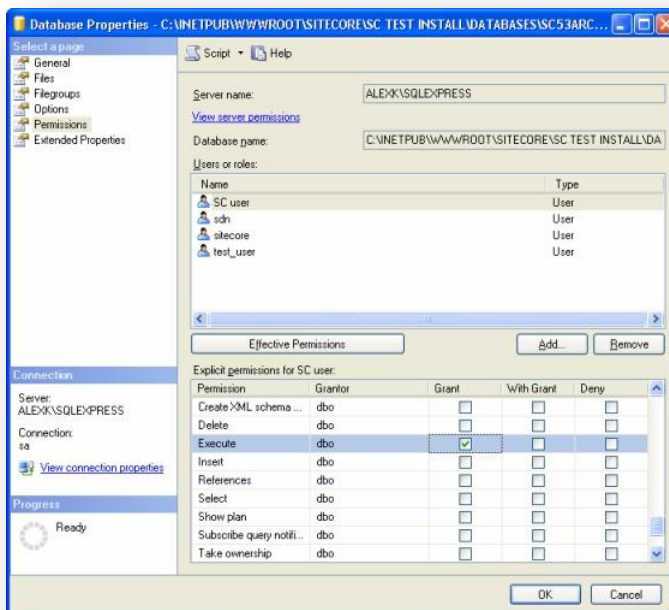 Database Properties - C:\INETPUB\WWWROOT\SITECORE\SC TEST INSTALL\DATABASES\SC53ARC...
Select a page
General
Files
Filegroups
Options
Permissions
Extended Properties
Script Help
Server name: ALEXK\SQLEXPRESS
View server permissions
Database name: C:\INETPUB\WWWROOT\SITECORE\SC TEST INSTALL\DA
Users or roles:
Name Type
SC user User
sdn User
sitecore User
test_user User
Effective Permissions Add... Remove
Connection
Server:
ALEXK\SQLEXPRESS
Connection:
sa
View connection properties
Progress
Ready
Explicit permissions for SC user:
Permission Grantor Grant With Grant Deny
Create XML schema ... dbo
Delete dbo
Execute dbo
Insert dbo
References dbo
Select dbo
Show plan dbo
Subscribe query notifi... dbo
Take ownership dbo
OK Cancel